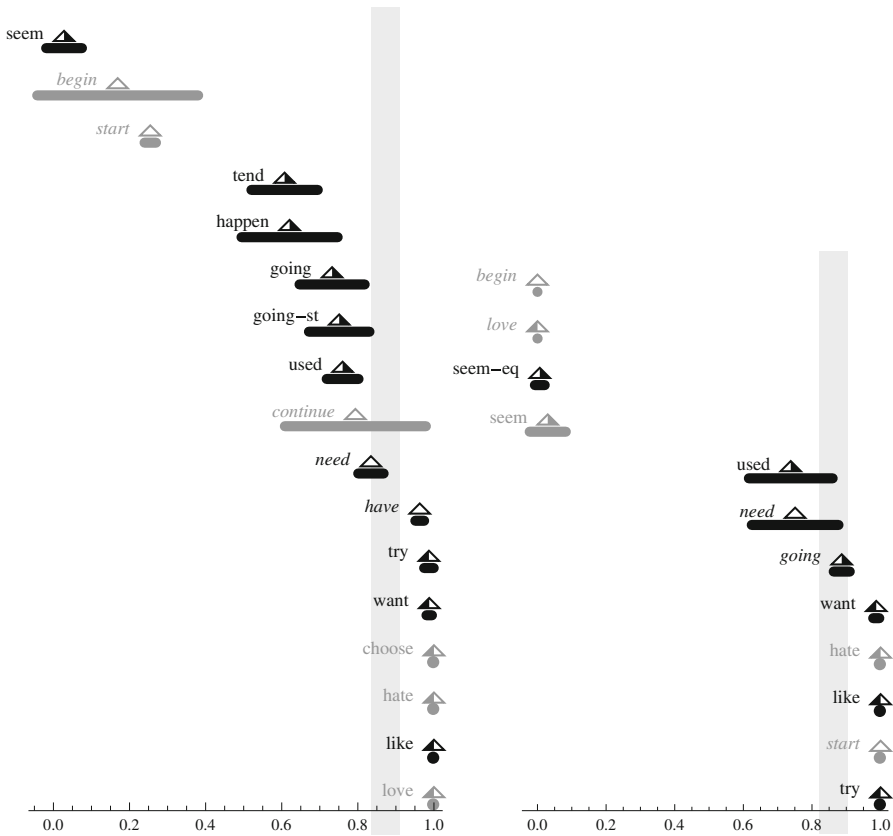 seem
begin
start
tend
happen
going
going–st
used
continue
need
have
try
want
choose
hate
like
love
0.0 0.2 0.4 0.6 0.8 1.0
begin
love
seem–eq
seem
used
need
going
want
hate
like
start
try
0.0 0.2 0.4 0.6 0.8 1.0